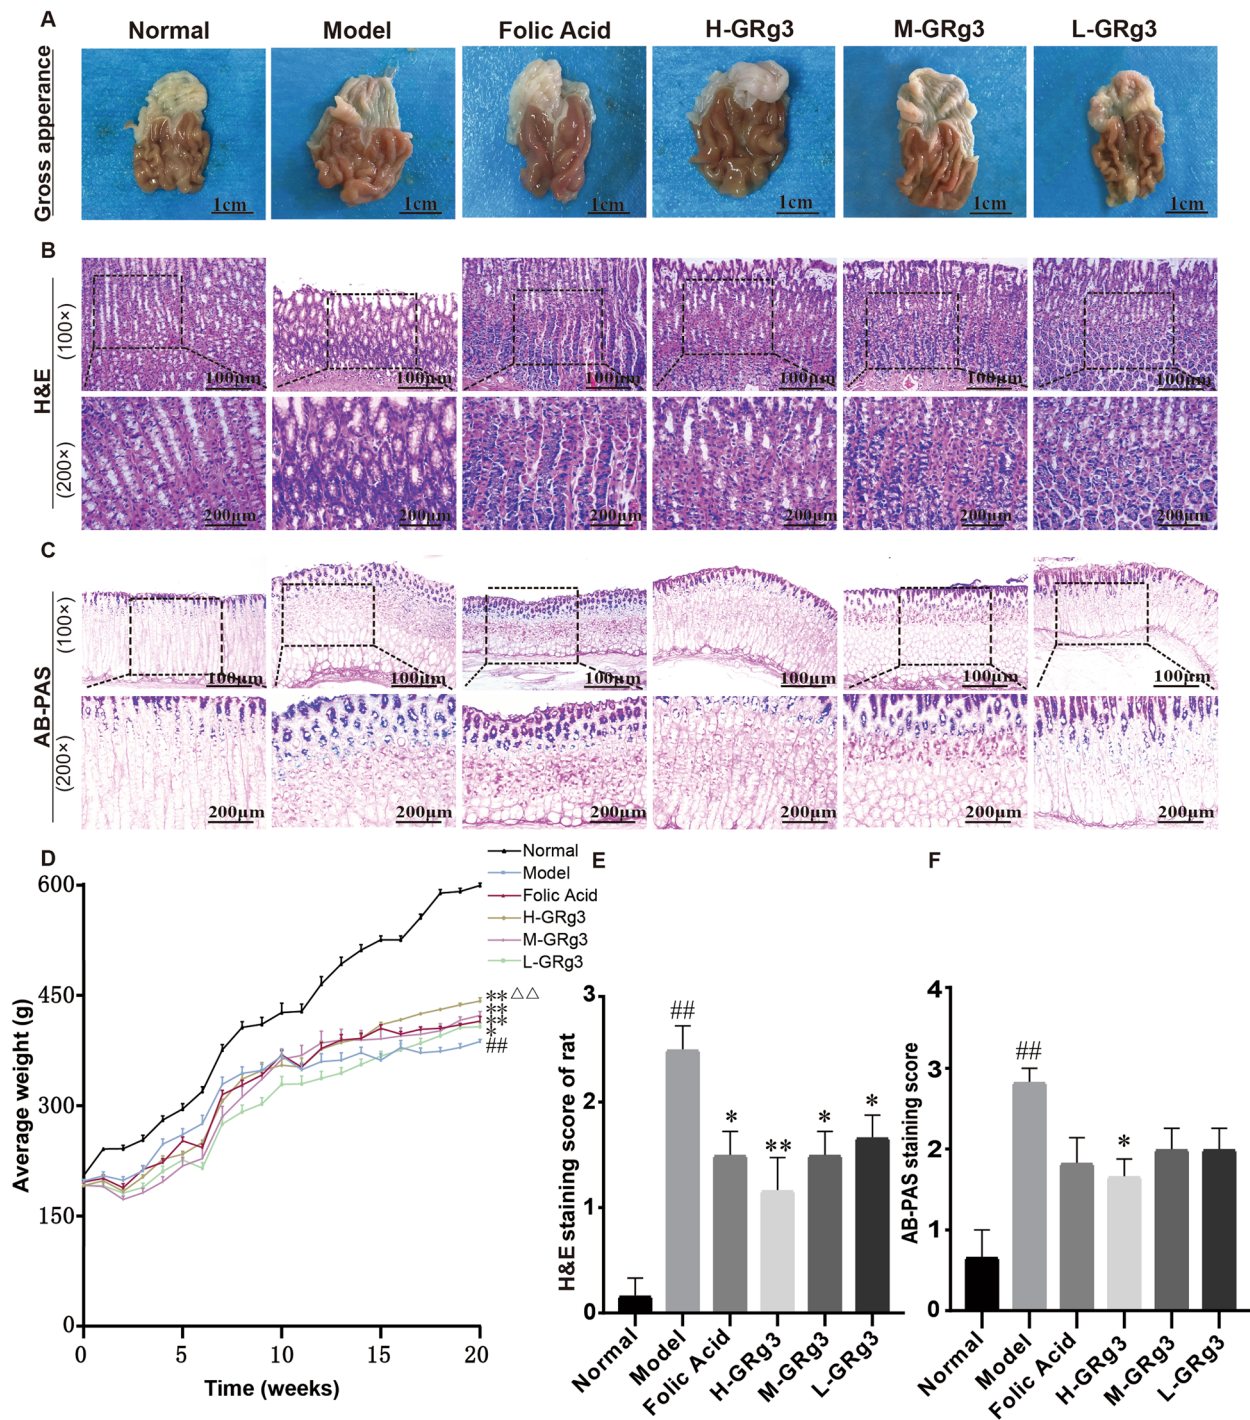 A
Normal Model Folic Acid H-GRg3 M-GRg3 L-GRg3
Gross apperance
1cm 1cm 1cm 1cm 1cm 1cm
B
H&E
(100×)
100μm 100μm 100μm 100μm 100μm 100μm
(200×)
200μm 200μm 200μm 200μm 200μm 200μm
C
AB-PAS
(100×)
100μm 100μm 100μm 100μm 100μm 100μm
(200×)
200μm 200μm 200μm 200μm 200μm 200μm
D
Normal
Model
Folic Acid
H-GRg3
M-GRg3
L-GRg3
600
450
300
150
0
Average weight (g)
** △△
**
**
*
##
0 5 10 15 20
Time (weeks)
E
3
2
1
0
H&E staining score of rat
## * ** * *
Normal Model Folic Acid H-GRg3 M-GRg3 L-GRg3
F
4
3
2
1
0
AB-PAS staining score
## *
Normal Model Folic Acid H-GRg3 M-GRg3 L-GRg3